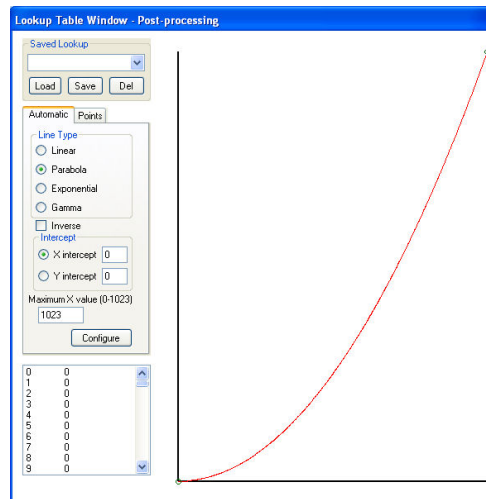 Lookup Table Window - Post-processing
Saved Lookup
Load Save Del
Automatic Points
Line Type
Linear
Parabola
Exponential
Gamma
Inverse
Intercept
X intercept 0
Y intercept 0
Maximum X value (0-1023)
1023
Configure
0 0
1 0
2 0
3 0
4 0
5 0
6 0
7 0
8 0
9 0